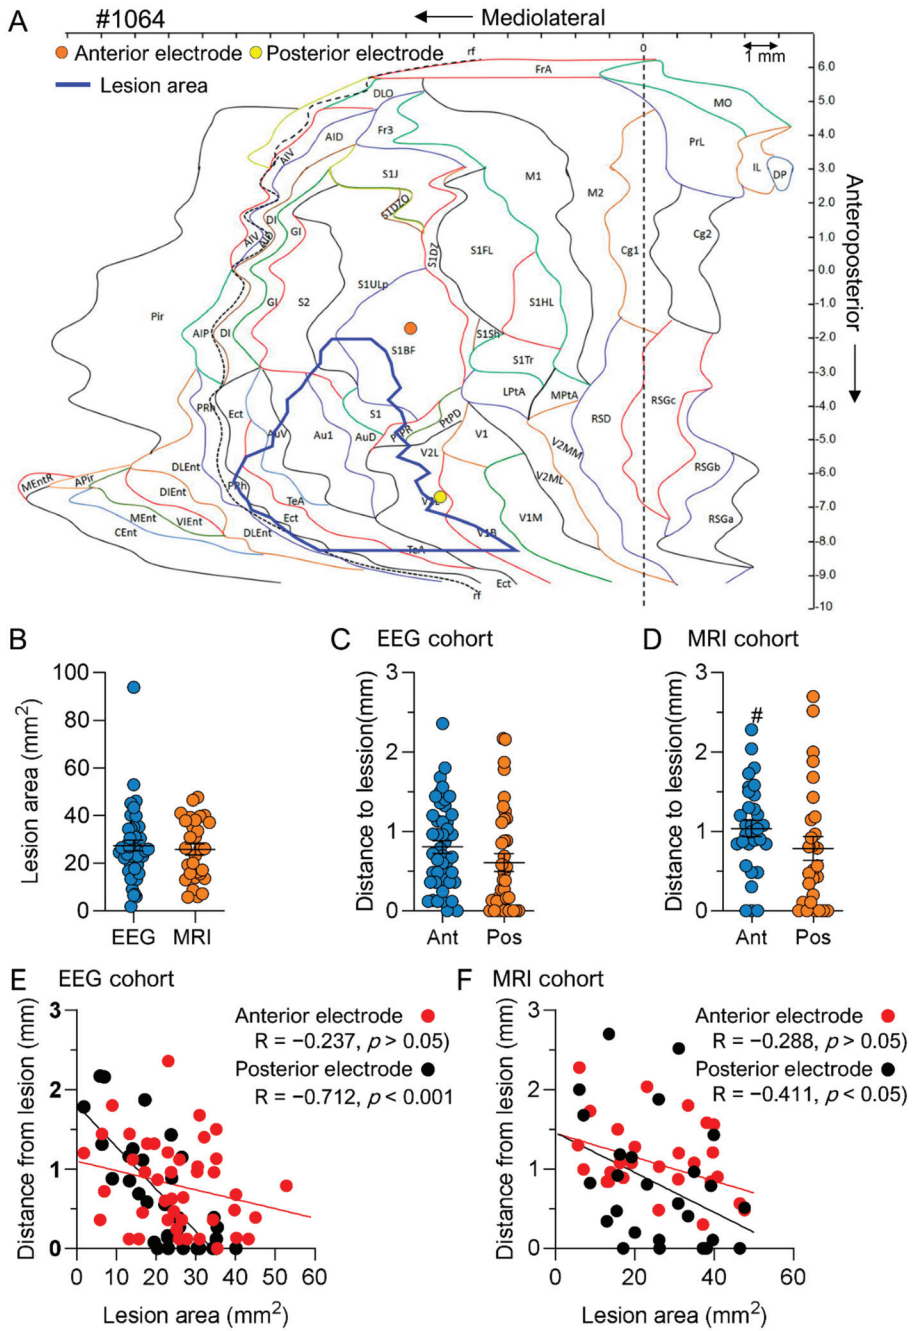 A #1064 Mediolateral
Anterior electrode Posterior electrode
Lesion area
rf
0
1 mm
6.0
FrA
5.0
DLO
MO
4.0
AID
Fr3
PrL
AIV
3.0
S1J
M1
IL
DP
M2
2.0
S1DZO
DI
GI
1.0
AIV
AIP
S1DZ
S1FL
Cg1
Cg2
0.0
S1ULp
Anteroposterior
GI
S2
S1HL
-1.0
Pir
AIP
DI
S1Sh
-2.0
S1BF
S1Tr
-3.0
LPtA
MPtA
PRh
Ect
S1
RSD
RSGc
-4.0
PtPD
AuV
Au1
AuD
PtPR
V1
-5.0
V2L
V2MM
DLEnt
RSGb
-6.0
MEntR
APir
PRh
V2ML
DIEnt
TeA
V2L
-7.0
MEnt
VIEnt
Ect
V1M
RSGa
CEnt
DLEnt
V1B
-8.0
TeA
Ect
-9.0
rf
-10
B
Lesion area (mm²)
100
80
60
40
20
0
EEG MRI
C EEG cohort
Distance to lession(mm)
3
2
1
0
Ant Pos
D MRI cohort
Distance to lession(mm)
3
2
1
0
#
Ant Pos
E EEG cohort
Distance from lesion (mm)
3
2
1
0
Anterior electrode
R = −0.237, p > 0.05)
Posterior electrode
R = −0.712, p < 0.001
0 20 40 60
Lesion area (mm²)
F MRI cohort
Distance from lesion (mm)
3
2
1
0
Anterior electrode
R = −0.288, p > 0.05)
Posterior electrode
R = −0.411, p < 0.05)
0 20 40 60
Lesion area (mm²)